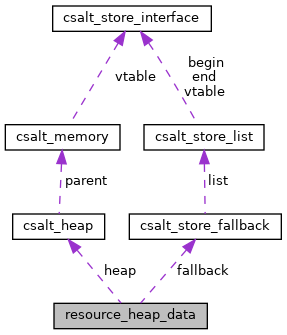 csalt_store_interface
vtable
begin
end
vtable
csalt_memory
csalt_store_list
parent
list
csalt_heap
csalt_store_fallback
heap
fallback
resource_heap_data